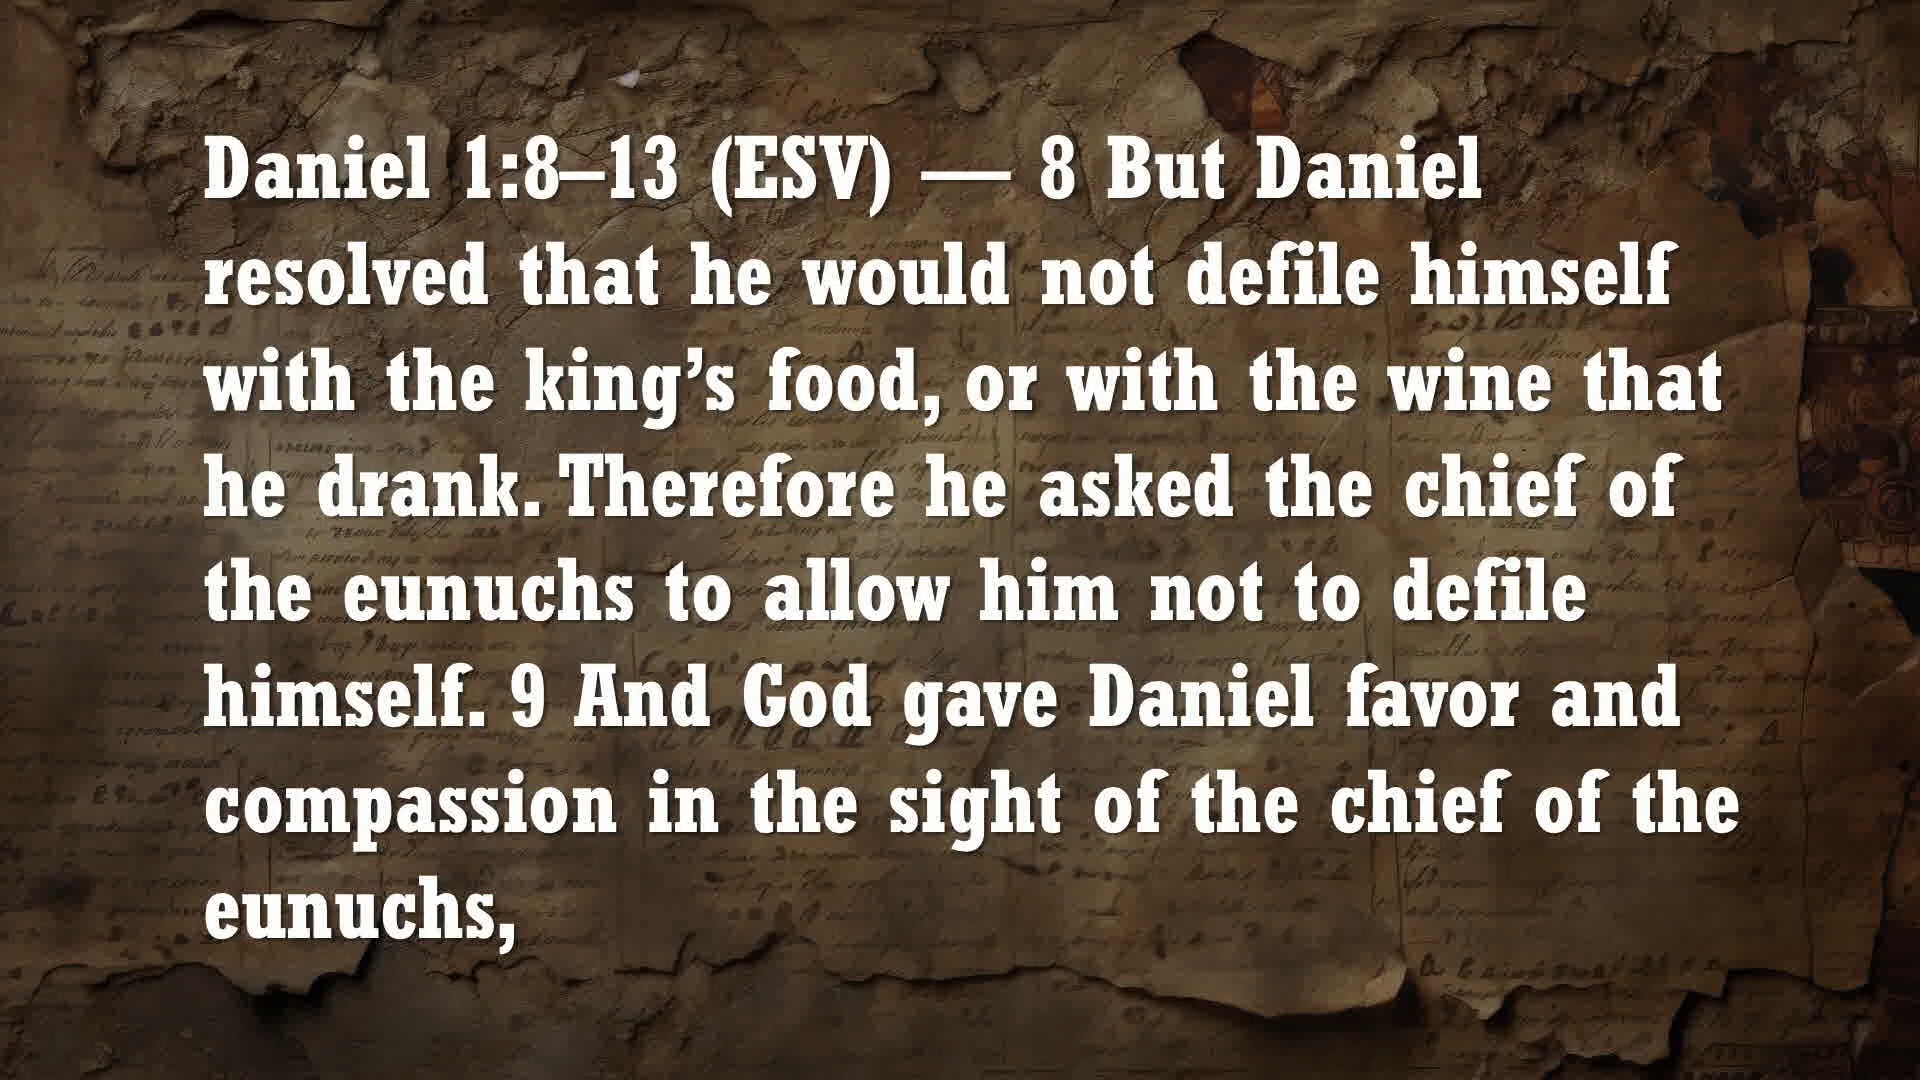 Daniel 1:8–13 (ESV) — 8 But Daniel
resolved that he would not defile himself
with the king’s food, or with the wine that
he drank. Therefore he asked the chief of
the eunuchs to allow him not to defile
himself. 9 And God gave Daniel favor and
compassion in the sight of the chief of the
eunuchs,